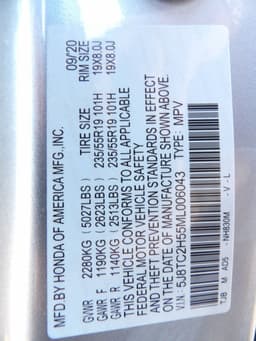 MFD.BY HONDA OF AMERICA MFG.,INC. 09/20
TIRE SIZE RIM SIZE
GVWR 2280KG (5027LBS)
GAWR F 1190KG (2623LBS) 235/55R19 101H 19X8.0J
GAWR R 1140KG (2513LBS) 235/55R19 101H 19X8.0J
THIS VEHICLE CONFORMS TO ALL APPLICABLE
FEDERAL MOTOR VEHICLE SAFETY
AND THEFT PREVENTION STANDARDS IN EFFECT
ON THE DATE OF MANUFACTURE SHOWN ABOVE.
V.I.N: 5J8TC2H55ML006043 TYPE: MPV
TJB M AD5 -NH830M - V - L